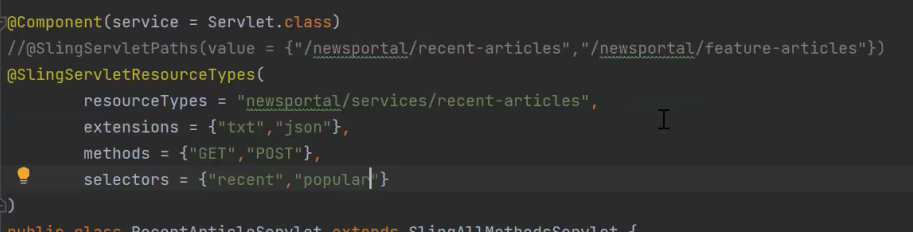 @Component(service = Servlet.class)
//@SlingServletPaths(value = {"/newsportal/recent-articles","/newsportal/feature-articles"})
@SlingServletResourceTypes(
resourceTypes = "newsportal/services/recent-articles",
extensions = {"txt","json"},
methods = {"GET","POST"},
selectors = {"recent","popular"}
)
public class RecentArticleServlet extends SlingAllMethodsServlet {